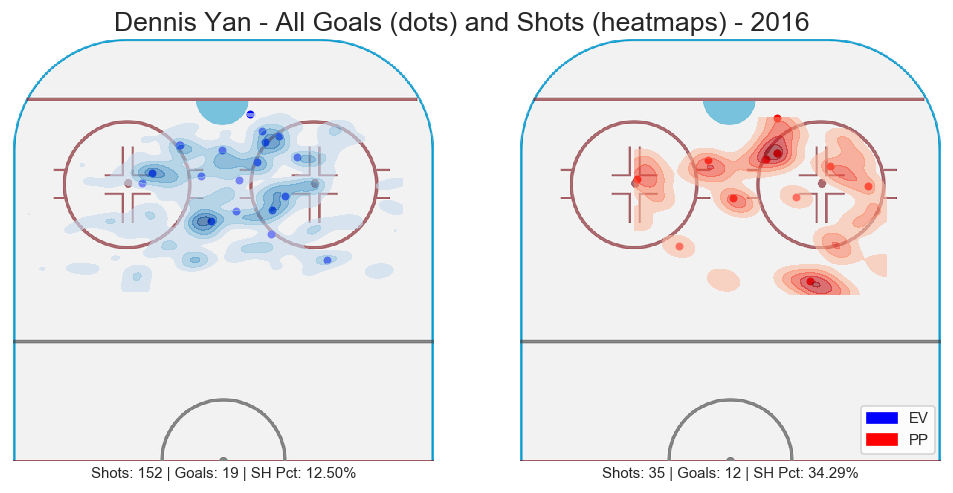 Dennis Yan - All Goals (dots) and Shots (heatmaps) - 2016
EV
PP
Shots: 152 | Goals: 19 | SH Pct: 12.50%
Shots: 35 | Goals: 12 | SH Pct: 34.29%